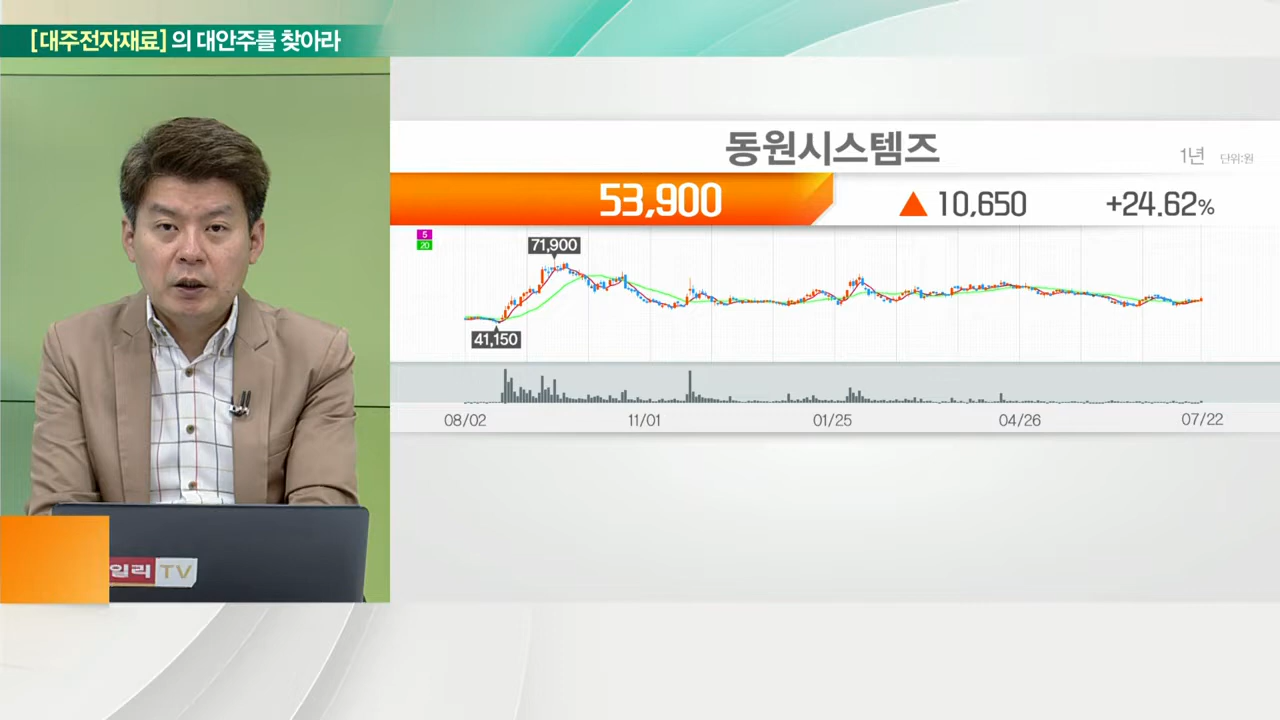 [대주전자재료]의 대안주를 찾아라
동원시스템즈
1년 단위:원
53,900 ▲ 10,650 +24.62%
5
20
71,900
41,150
08/02 11/01 01/25 04/26 07/22
일리 TV